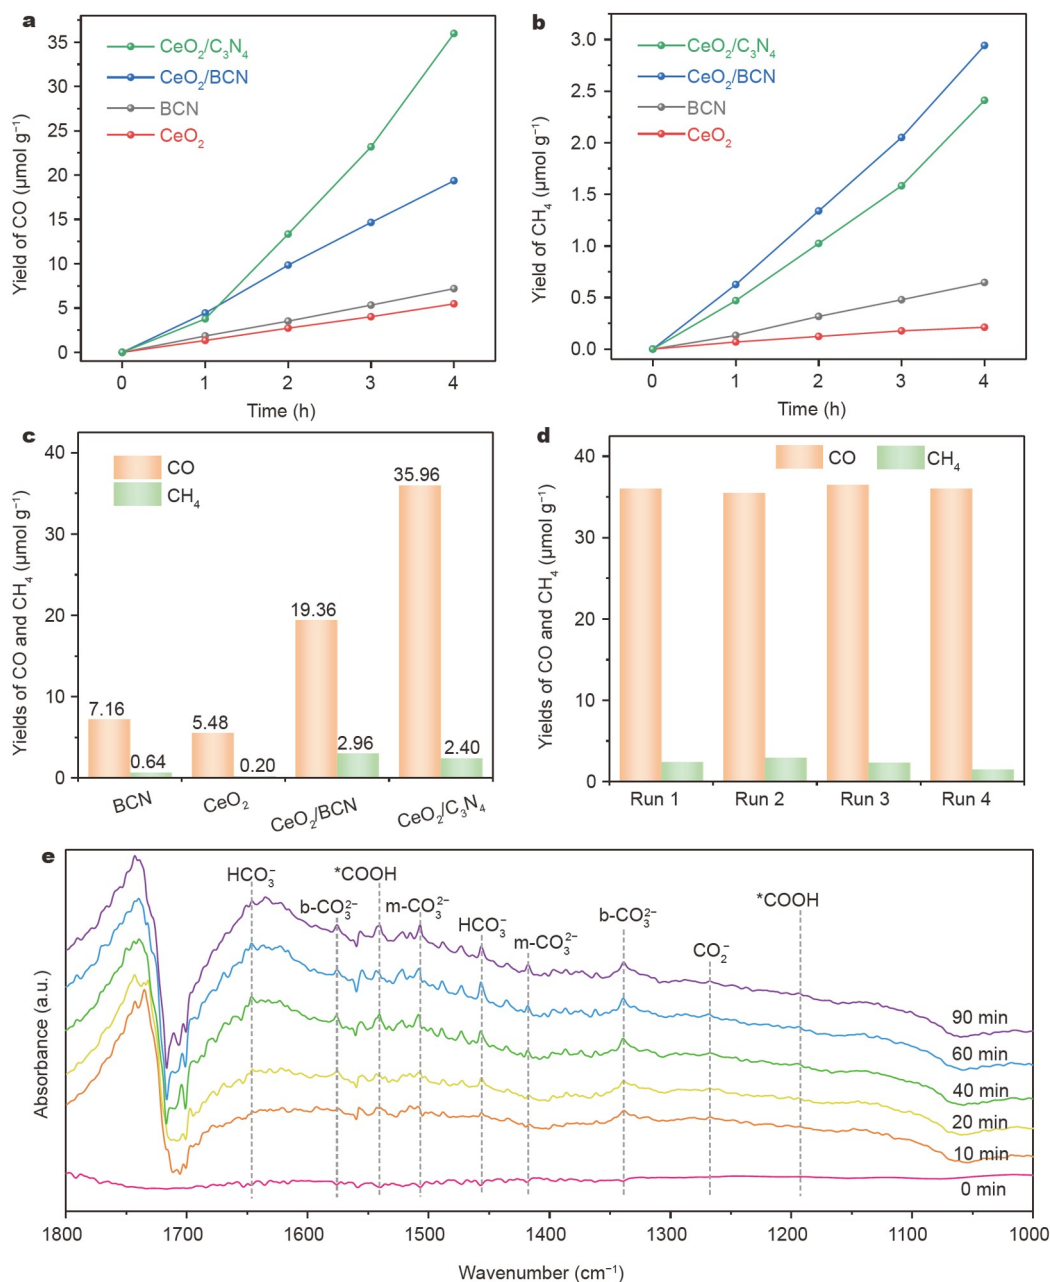 a
35
30
25
20
15
10
5
0
Yield of CO (μmol g⁻¹)
CeO₂/C₃N₄
CeO₂/BCN
BCN
CeO₂
0 1 2 3 4
Time (h)
b
3.0
2.5
2.0
1.5
1.0
0.5
0.0
Yield of CH₄ (μmol g⁻¹)
CeO₂/C₃N₄
CeO₂/BCN
BCN
CeO₂
0 1 2 3 4
Time (h)
c
40
30
20
10
0
Yields of CO and CH₄ (μmol g⁻¹)
CO
CH₄
7.16
0.64
5.48
0.20
19.36
2.96
35.96
2.40
BCN
CeO₂
CeO₂/BCN
CeO₂/C₃N₄
d
40
30
20
10
0
Yields of CO and CH₄ (μmol g⁻¹)
CO CH₄
Run 1 Run 2 Run 3 Run 4
e
Absorbance (a.u.)
HCO₃⁻
b-CO₃²⁻
*COOH
m-CO₃²⁻
HCO₃⁻
m-CO₃²⁻
b-CO₃²⁻
CO₂⁻
*COOH
90 min
60 min
40 min
20 min
10 min
0 min
1800 1700 1600 1500 1400 1300 1200 1100 1000
Wavenumber (cm⁻¹)